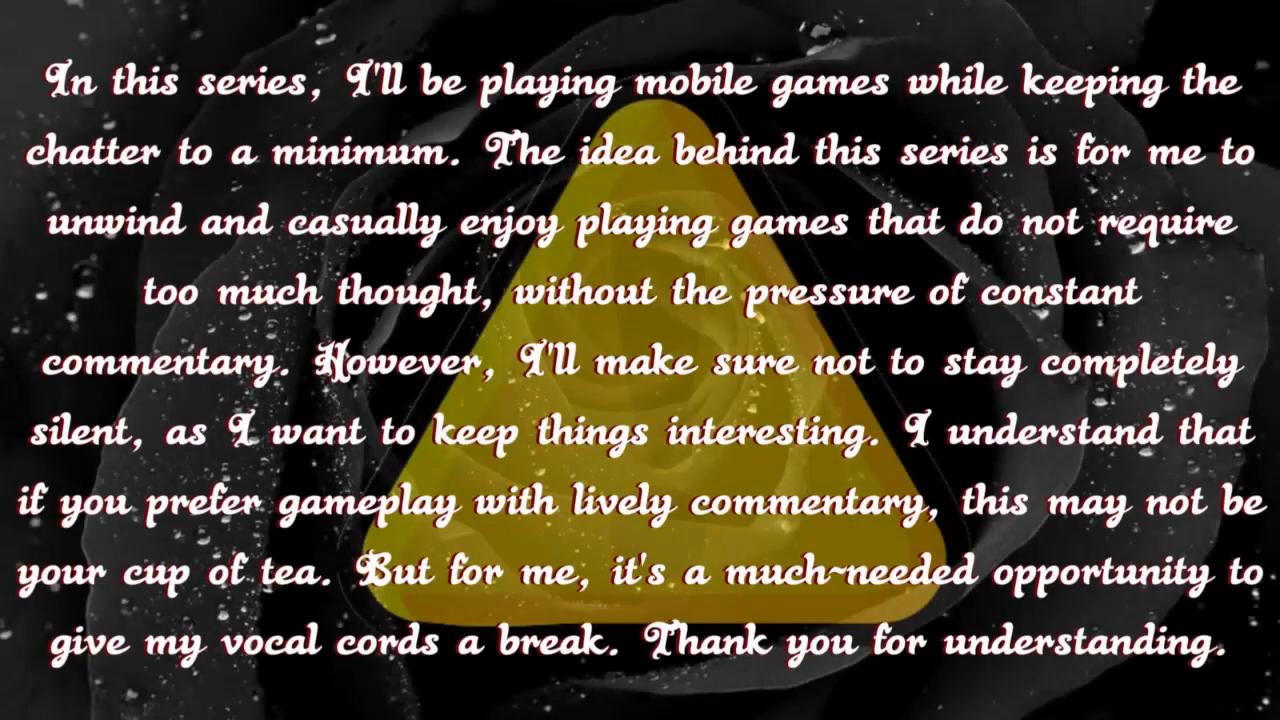 In this series, I'll be playing mobile games while keeping the
chatter to a minimum. The idea behind this series is for me to
unwind and casually enjoy playing games that do not require
too much thought, without the pressure of constant
commentary. However, I'll make sure not to stay completely
silent, as I want to keep things interesting. I understand that
if you prefer gameplay with lively commentary, this may not be
your cup of tea. But for me, it's a much~needed opportunity to
give my vocal cords a break. Thank you for understanding.